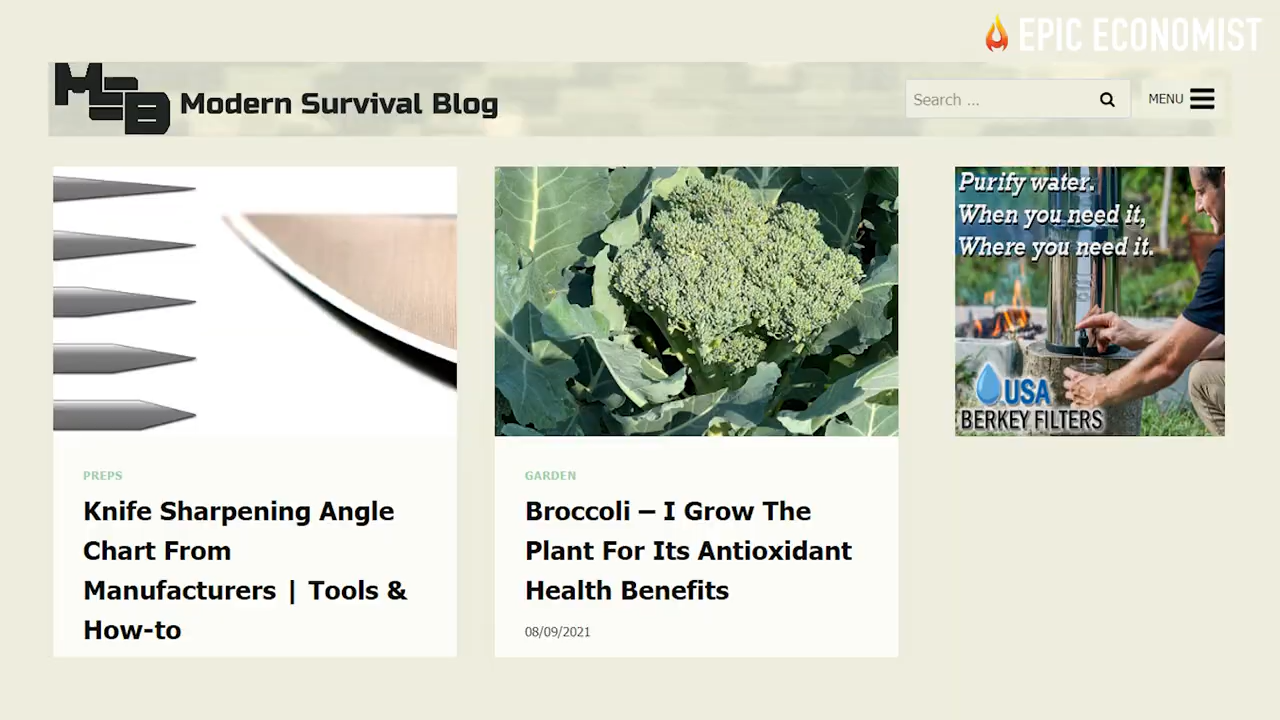 EPIC ECONOMIST
MSB
Modern Survival Blog
Search ...
MENU
Purify water.
When you need it,
Where you need it.
USA
BERKEY FILTERS
PREPS
Knife Sharpening Angle
Chart From
Manufacturers | Tools &
How-to
GARDEN
Broccoli – I Grow The
Plant For Its Antioxidant
Health Benefits
08/09/2021